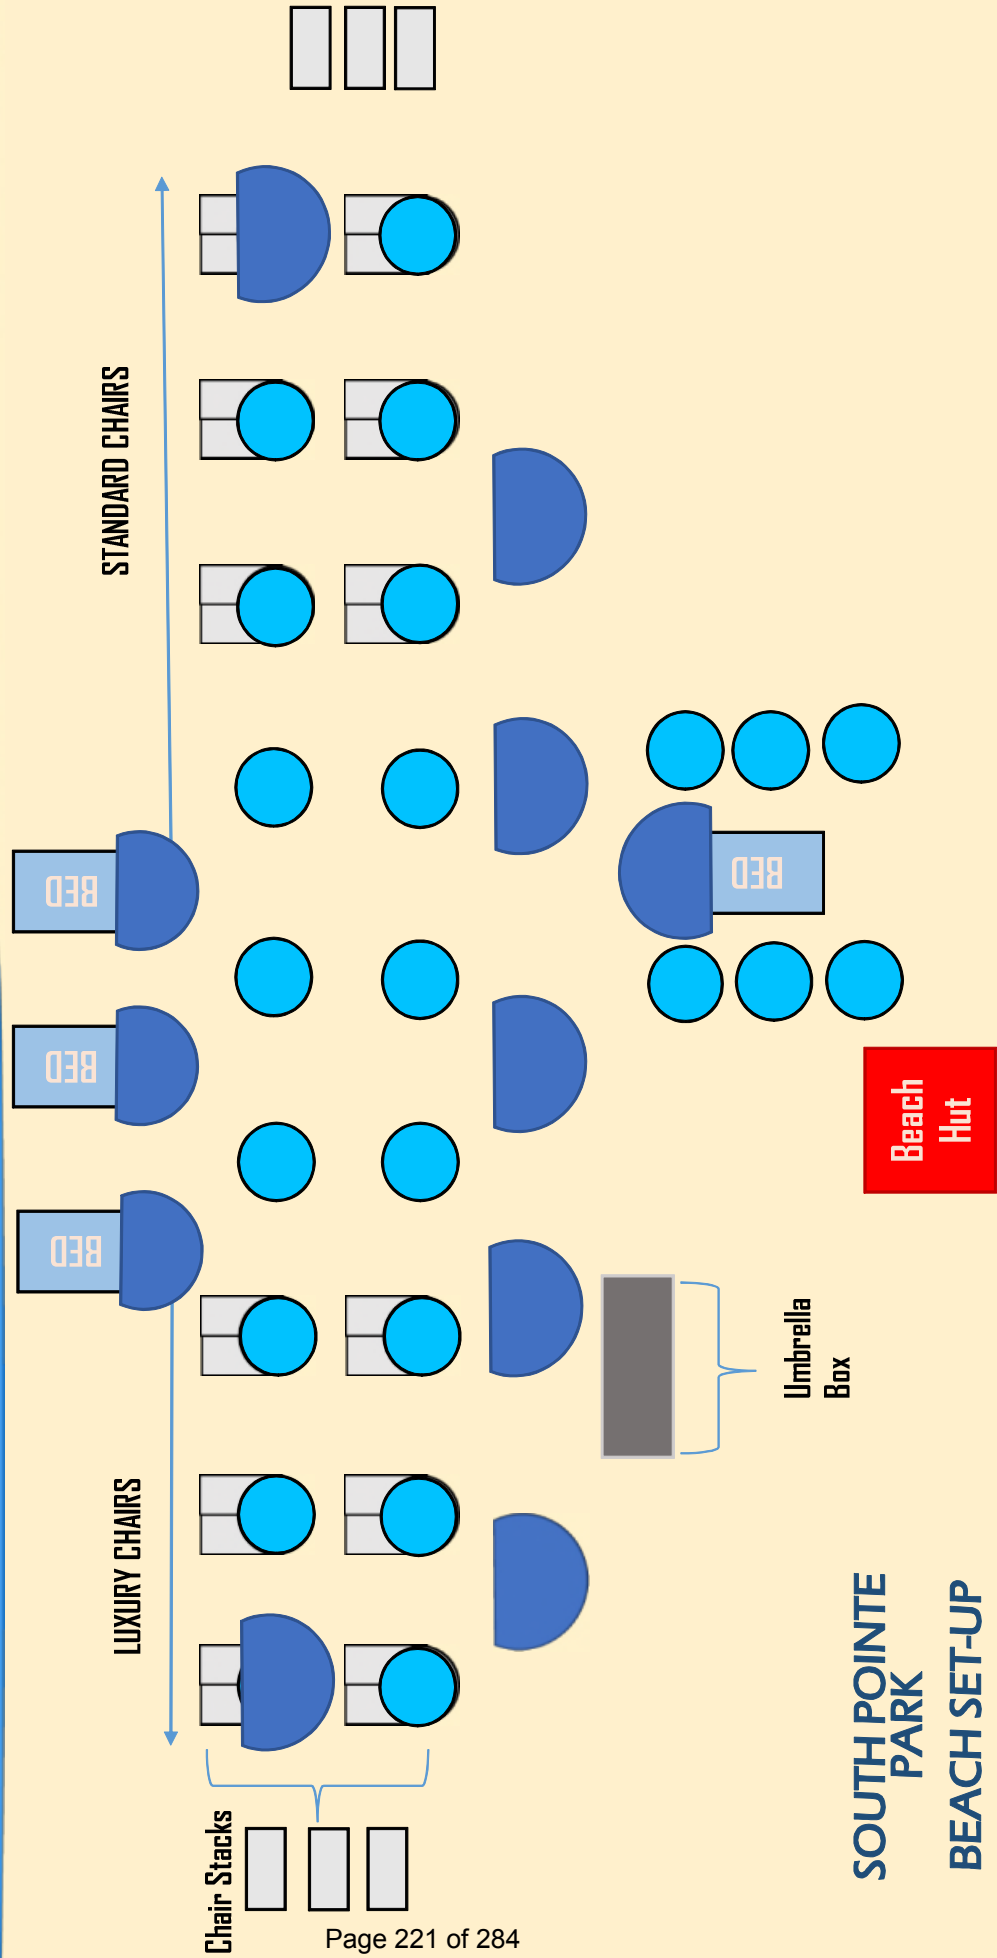 STANDARD CHAIRS
LUXURY CHAIRS
BED
BED
BED
BED
Beach
Hut
Umbrella
Box
Chair Stacks
SOUTH POINTE
PARK
BEACH SET-UP
Page 221 of 284